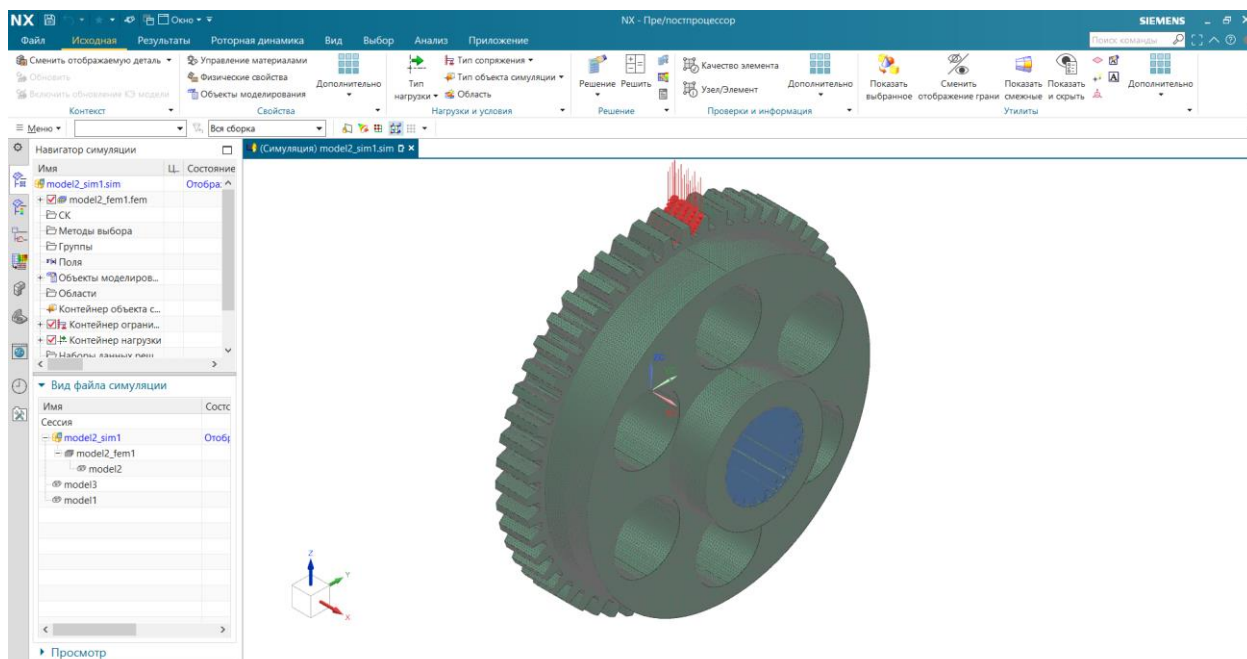 NX Окно NX - Пре/постпроцессор SIEMENS
Файл Исходная Результаты Роторная динамика Вид Выбор Анализ Приложение Поиск команды
Сменить отображаемую деталь
Обновить
Включить обновление КЭ модели
Контекст
Управление материалами
Физические свойства
Объекты моделирования
Дополнительно
Свойства
Тип нагрузки
Тип сопряжения
Тип объекта симуляции
Область
Нагрузки и условия
Решение Решить
Решение
Качество элемента
Узел/Элемент
Дополнительно
Проверки и информация
Показать выбранное
Сменить отображение грани
Показать смежные
Показать и скрыть
A
Дополнительно
Утилиты
Меню Вся сборка
Навигатор симуляции
(Симуляция) model2_sim1.sim
Имя Ц... Состояние
model2_sim1.sim Отобра:
model2_fem1.fem
СК
Методы выбора
Группы
Поля
Объекты моделиров...
Области
Контейнер объекта с...
Контейнер ограни...
Контейнер нагрузки
Наборы данных реш
Вид файла симуляции
Имя Состс
Сессия
model2_sim1 Отобр
model2_fem1
model2
model3
model1
Просмотр
Z
Y
X